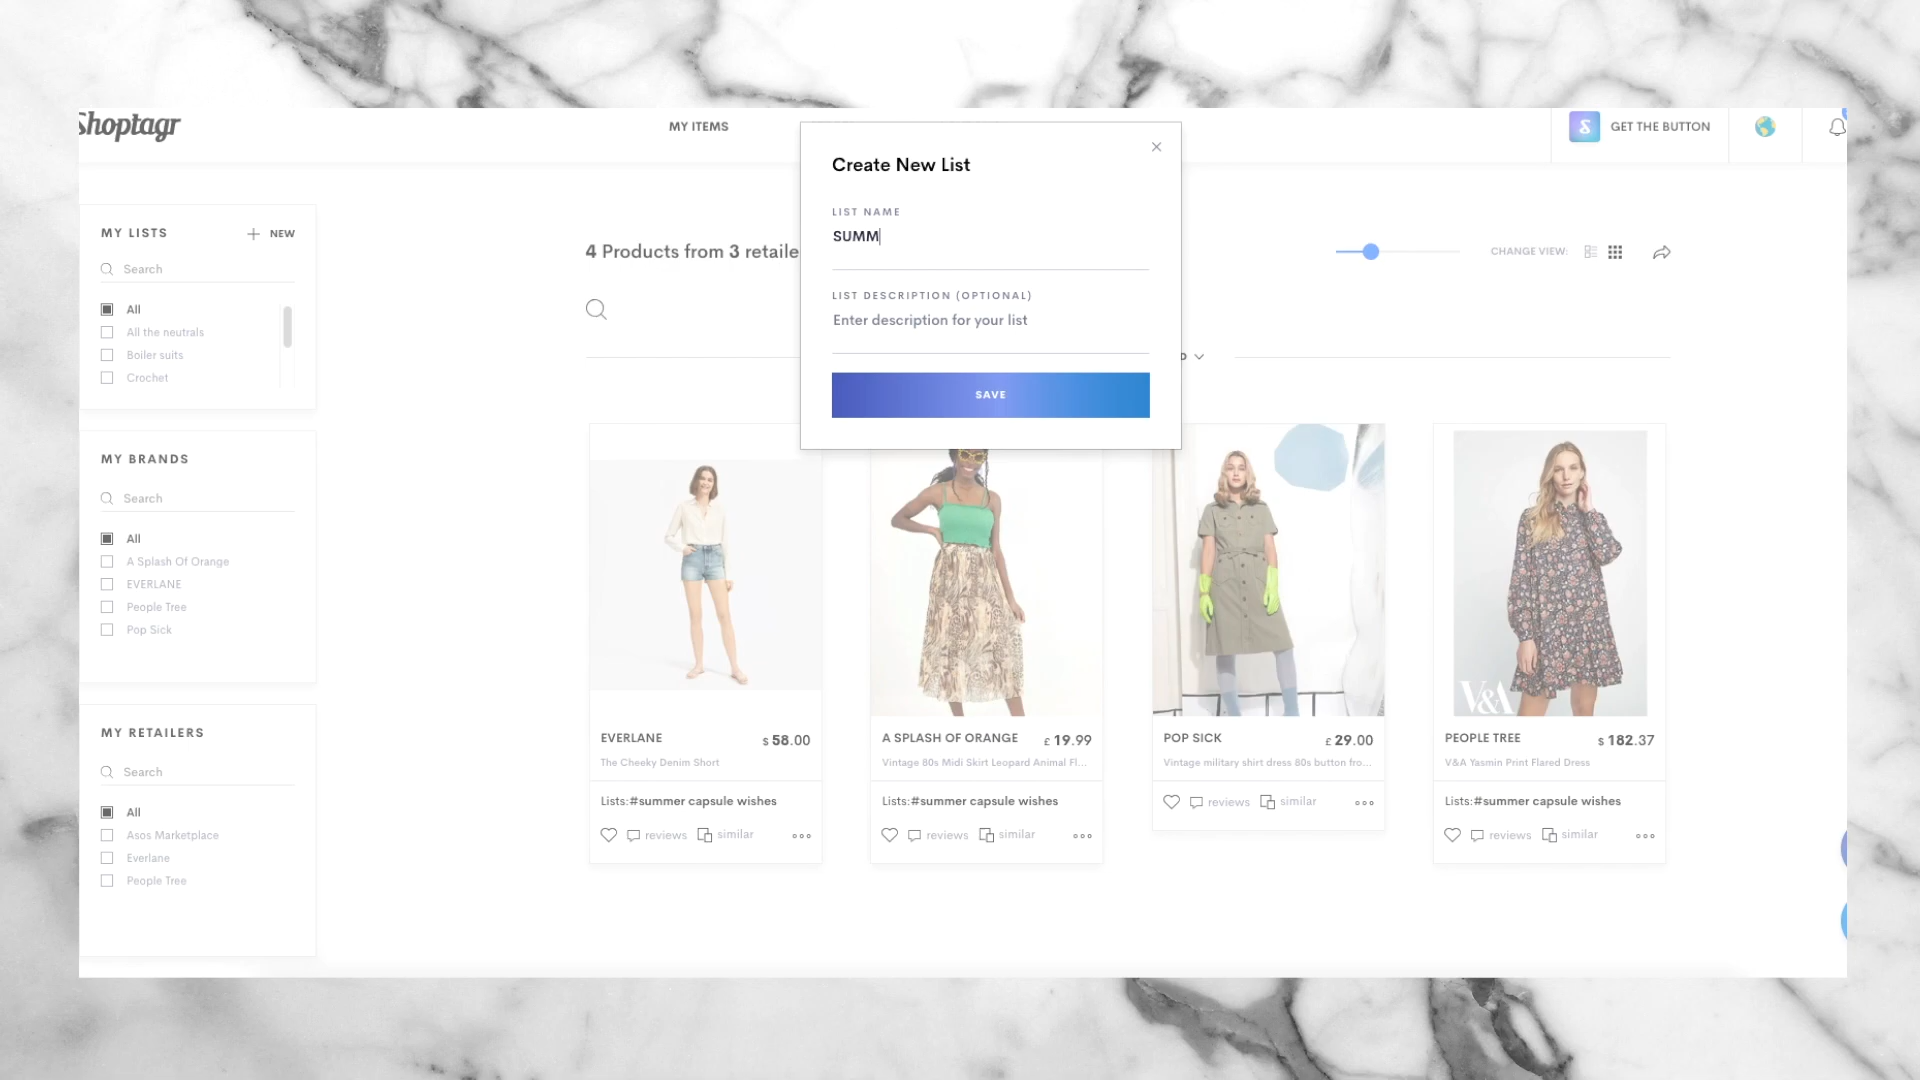 Shoptagr
MY ITEMS
GET THE BUTTON
Create New List
LIST NAME
SUMM
LIST DESCRIPTION (OPTIONAL)
Enter description for your list
SAVE
MY LISTS
NEW
Search
All
All the neutrals
Boiler suits
Crochet
4 Products from 3 retaile
CHANGE VIEW:
MY BRANDS
Search
All
A Splash Of Orange
EVERLANE
People Tree
Pop Sick
MY RETAILERS
Search
All
Asos Marketplace
Everlane
People Tree
EVERLANE $ 58.00
The Cheeky Denim Short
Lists:#summer capsule wishes
reviews similar
A SPLASH OF ORANGE £ 19.99
Vintage 80s Midi Skirt Leopard Animal Fl...
Lists:#summer capsule wishes
reviews similar
POP SICK £ 29.00
Vintage military shirt dress 80s button fro...
reviews similar
V&A
PEOPLE TREE $ 182.37
V&A Yasmin Print Flared Dress
Lists:#summer capsule wishes
reviews similar